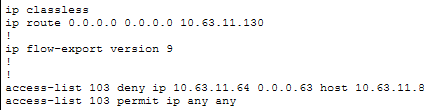 ip classless
ip route 0.0.0.0 0.0.0.0 10.63.11.130
!
ip flow-export version 9
!
!
access-list 103 deny ip 10.63.11.64 0.0.0.63 host 10.63.11.8
access-list 103 permit ip any any